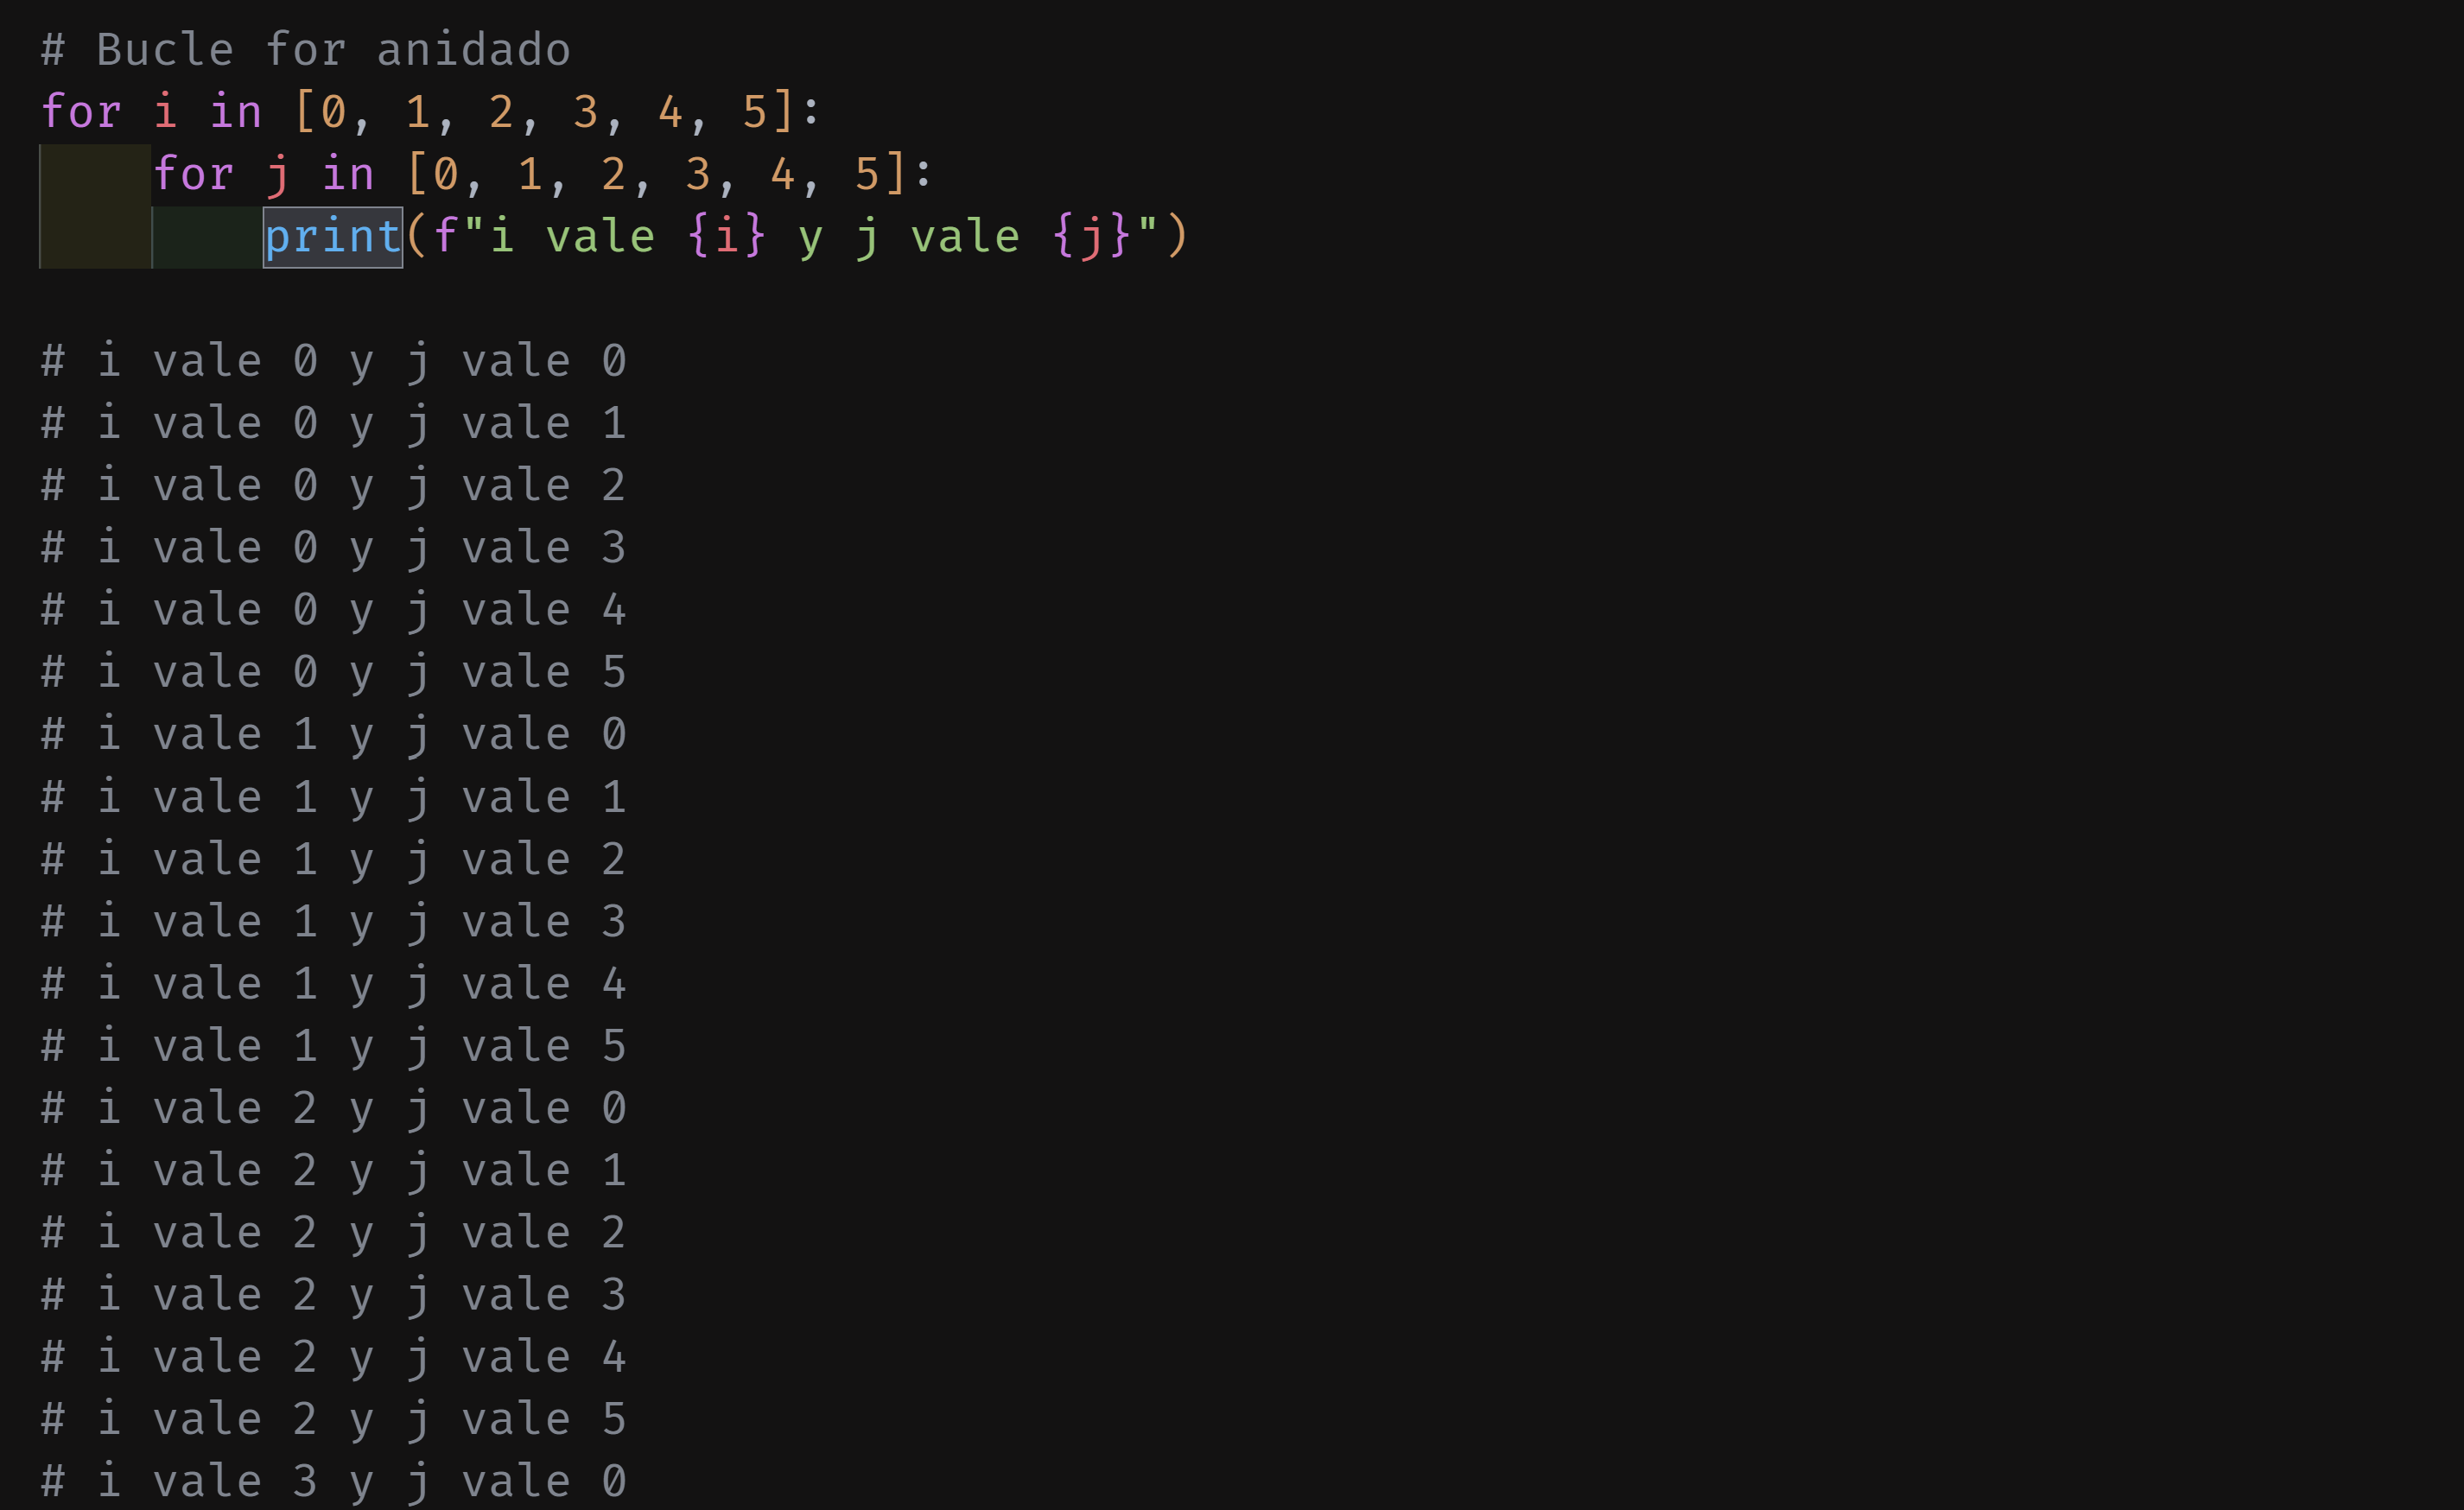 # Bucle for anidado
for i in [0, 1, 2, 3, 4, 5]:
    for j in [0, 1, 2, 3, 4, 5]:
        print(f"i vale {i} y j vale {j}")

# i vale 0 y j vale 0
# i vale 0 y j vale 1
# i vale 0 y j vale 2
# i vale 0 y j vale 3
# i vale 0 y j vale 4
# i vale 0 y j vale 5
# i vale 1 y j vale 0
# i vale 1 y j vale 1
# i vale 1 y j vale 2
# i vale 1 y j vale 3
# i vale 1 y j vale 4
# i vale 1 y j vale 5
# i vale 2 y j vale 0
# i vale 2 y j vale 1
# i vale 2 y j vale 2
# i vale 2 y j vale 3
# i vale 2 y j vale 4
# i vale 2 y j vale 5
# i vale 3 y j vale 0